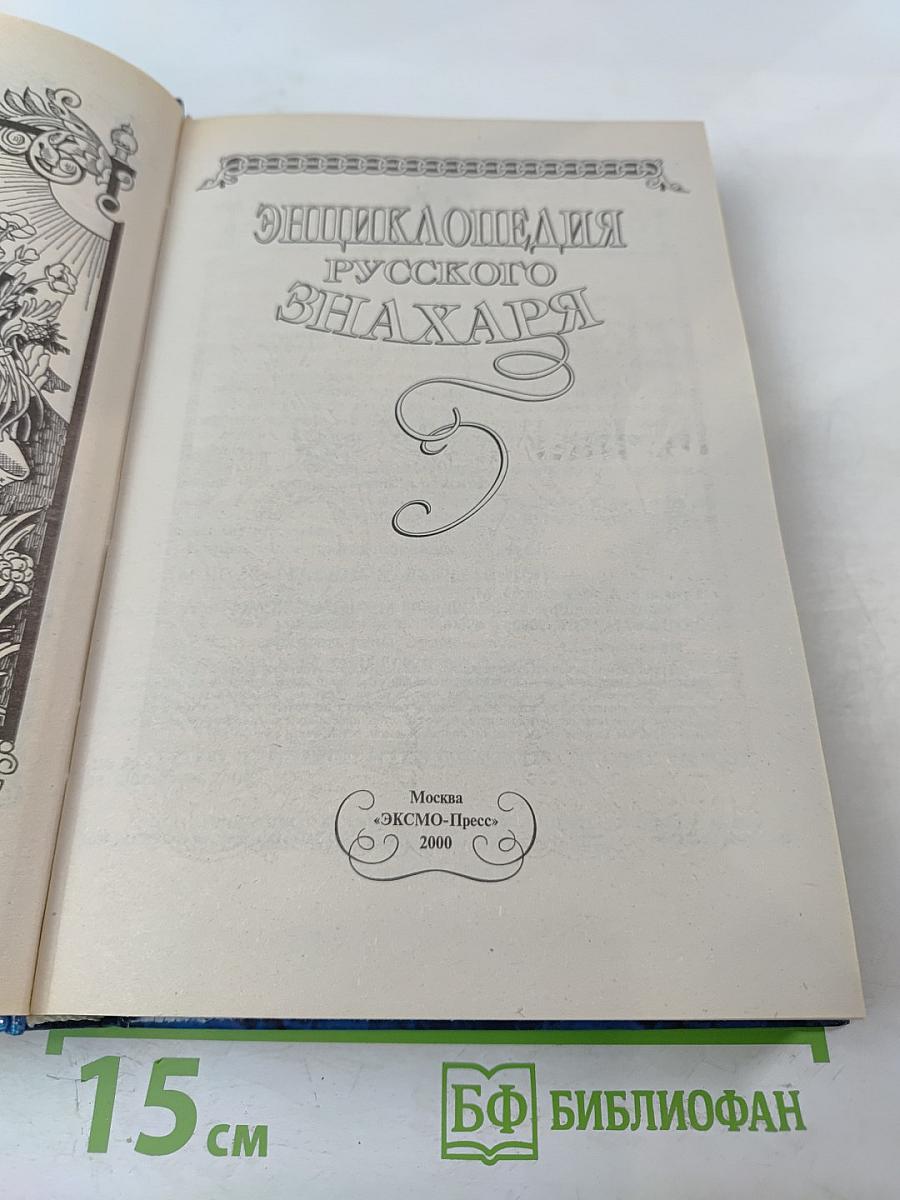 ЭНЦИКЛОПЕДИЯ
РУССКОГО
ЗНАХАРЯ
Москва
«ЭКСМО-Пресс»
2000
15 см
БФ БИБЛИОФАН